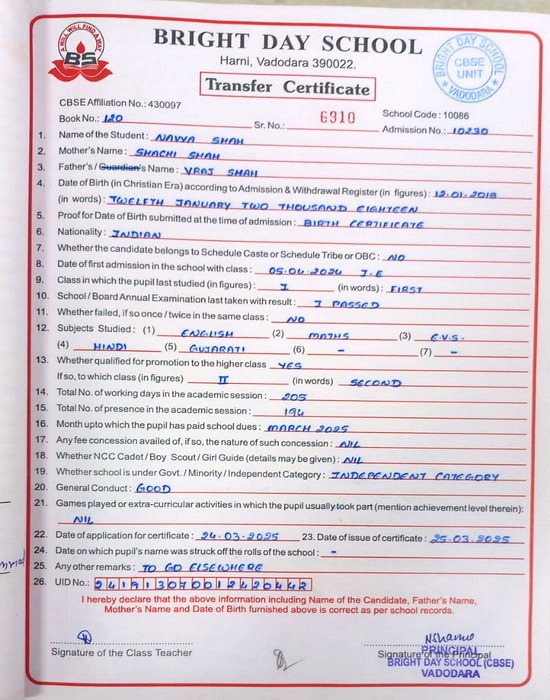 A WILL WILL FIND A WAY
BS
BRIGHT DAY SCHOOL
Harni, Vadodara 390022.
BRIGHT DAY SCHOOL
CBSE
UNIT
VADODARA
Transfer Certificate
CBSE Affiliation No.: 430097
Book No.: 120 Sr. No.: 6910 School Code : 10086
Admission No.: 10230
1. Name of the Student : NAVYA SHAH
2. Mother's Name : SHACHI SHAH
3. Father's / Guardian's Name : VRAJ SHAH
4. Date of Birth (in Christian Era) according to Admission & Withdrawal Register (in figures) : 12.01.2018
(in words) : TWELFTH JANUARY TWO THOUSAND EIGHTEEN
5. Proof for Date of Birth submitted at the time of admission : BIRTH CERTIFICATE
6. Nationality : INDIAN
7. Whether the candidate belongs to Schedule Caste or Schedule Tribe or OBC : NO
8. Date of first admission in the school with class : 05.04.2024 I.E
9. Class in which the pupil last studied (in figures) : I (in words) : FIRST
10. School / Board Annual Examination last taken with result : I PASSED
11. Whether failed, if so once / twice in the same class : NO
12. Subjects Studied : (1) ENGLISH (2) MATHS (3) E.V.S.
(4) HINDI (5) GUJARATI (6) - (7) -
13. Whether qualified for promotion to the higher class YES
If so, to which class (in figures) II (in words) SECOND
14. Total No. of working days in the academic session : 205
15. Total No. of presence in the academic session : 194
16. Month upto which the pupil has paid school dues : MARCH 2025
17. Any fee concession availed of, if so, the nature of such concession : NIL
18. Whether NCC Cadet / Boy Scout / Girl Guide (details may be given) : NIL
19. Whether school is under Govt. / Minority / Independent Category : INDEPENDENT CATEGORY
20. General Conduct : GOOD
21. Games played or extra-curricular activities in which the pupil usually took part (mention achievement level therein):
NIL
22. Date of application for certificate : 24.03.2025 23. Date of issue of certificate : 25.03.2025
24. Date on which pupil's name was struck off the rolls of the school : -
25. Any other remarks : TO GO ELSEWHERE
26. UID No.: 241913070012420442
I hereby declare that the above information including Name of the Candidate, Father's Name,
Mother's Name and Date of Birth furnished above is correct as per school records.
Signature of the Class Teacher
Signature of the Principal
PRINCIPAL
BRIGHT DAY SCHOOL (CBSE)
VADODARA